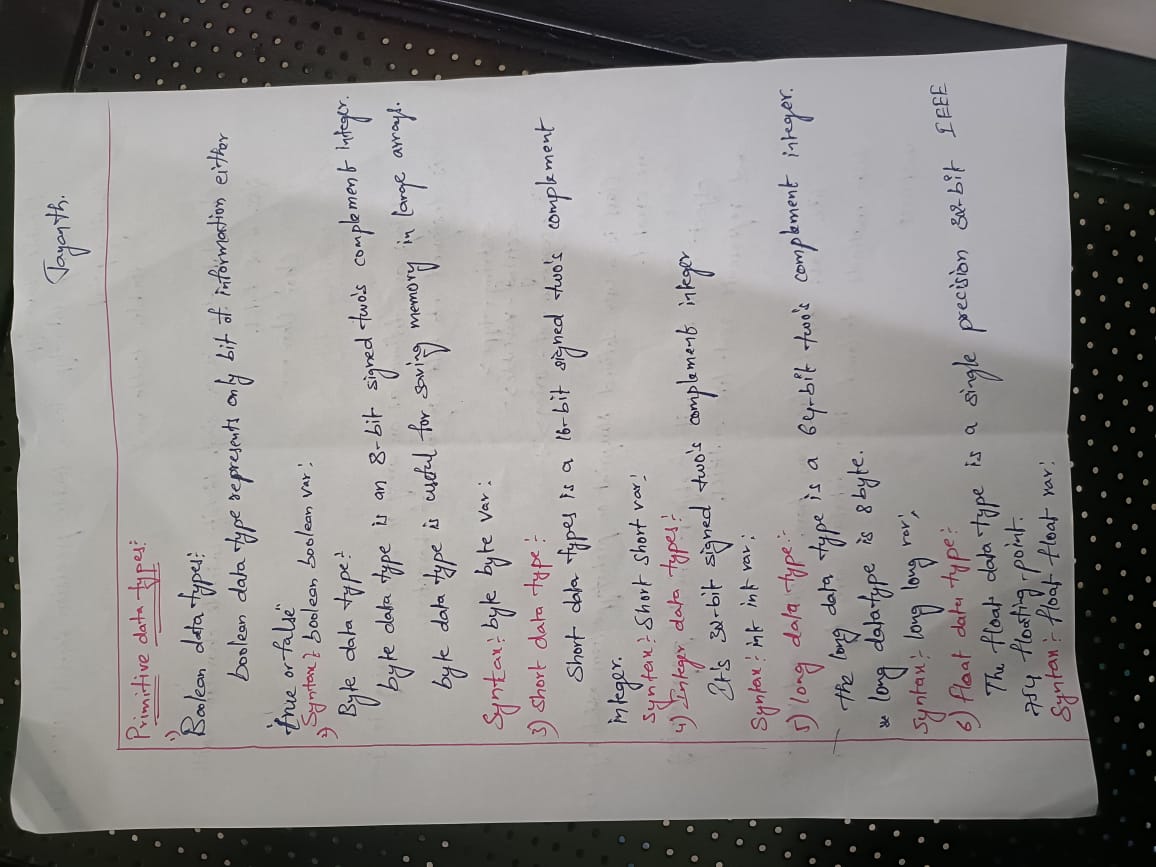 Jayanth.
Primitive data types:
1)
Boolean data types:
boolean data type represents only bit of information either
true or false
Syntax: boolean boolean var;
2)
Byte data type:
byte data type is an 8-bit signed two's complement integer.
byte data type is useful for saving memory in large arrays.
Syntax: byte byte var;
3) short data type:
Short data types is a 16-bit signed two's complement
integer.
Syntax: Short short var;
4) Integer data types:
It is 32-bit signed two's complement integer
Syntax: int int var;
5) long data type:
The long data type is a 64-bit two's complement integer.
* long datatype is 8 byte.
Syntax: long long var;
6) float data type:
The float data type is a single precision 32-bit IEEE
754 floating point.
Syntax: float float var;